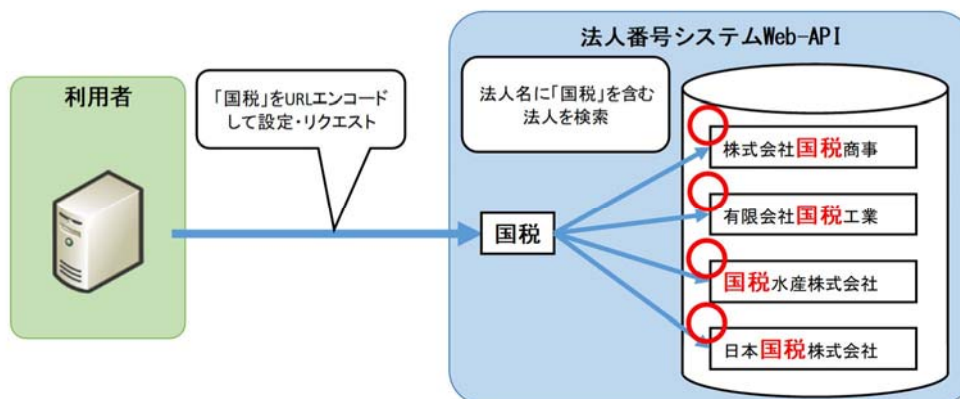 法人番号システムWeb-API
利用者
「国税」をURLエンコード
して設定・リクエスト
法人名に「国税」を含む
法人を検索
国税
株式会社国税商事
有限会社国税工業
国税水産株式会社
日本国税株式会社